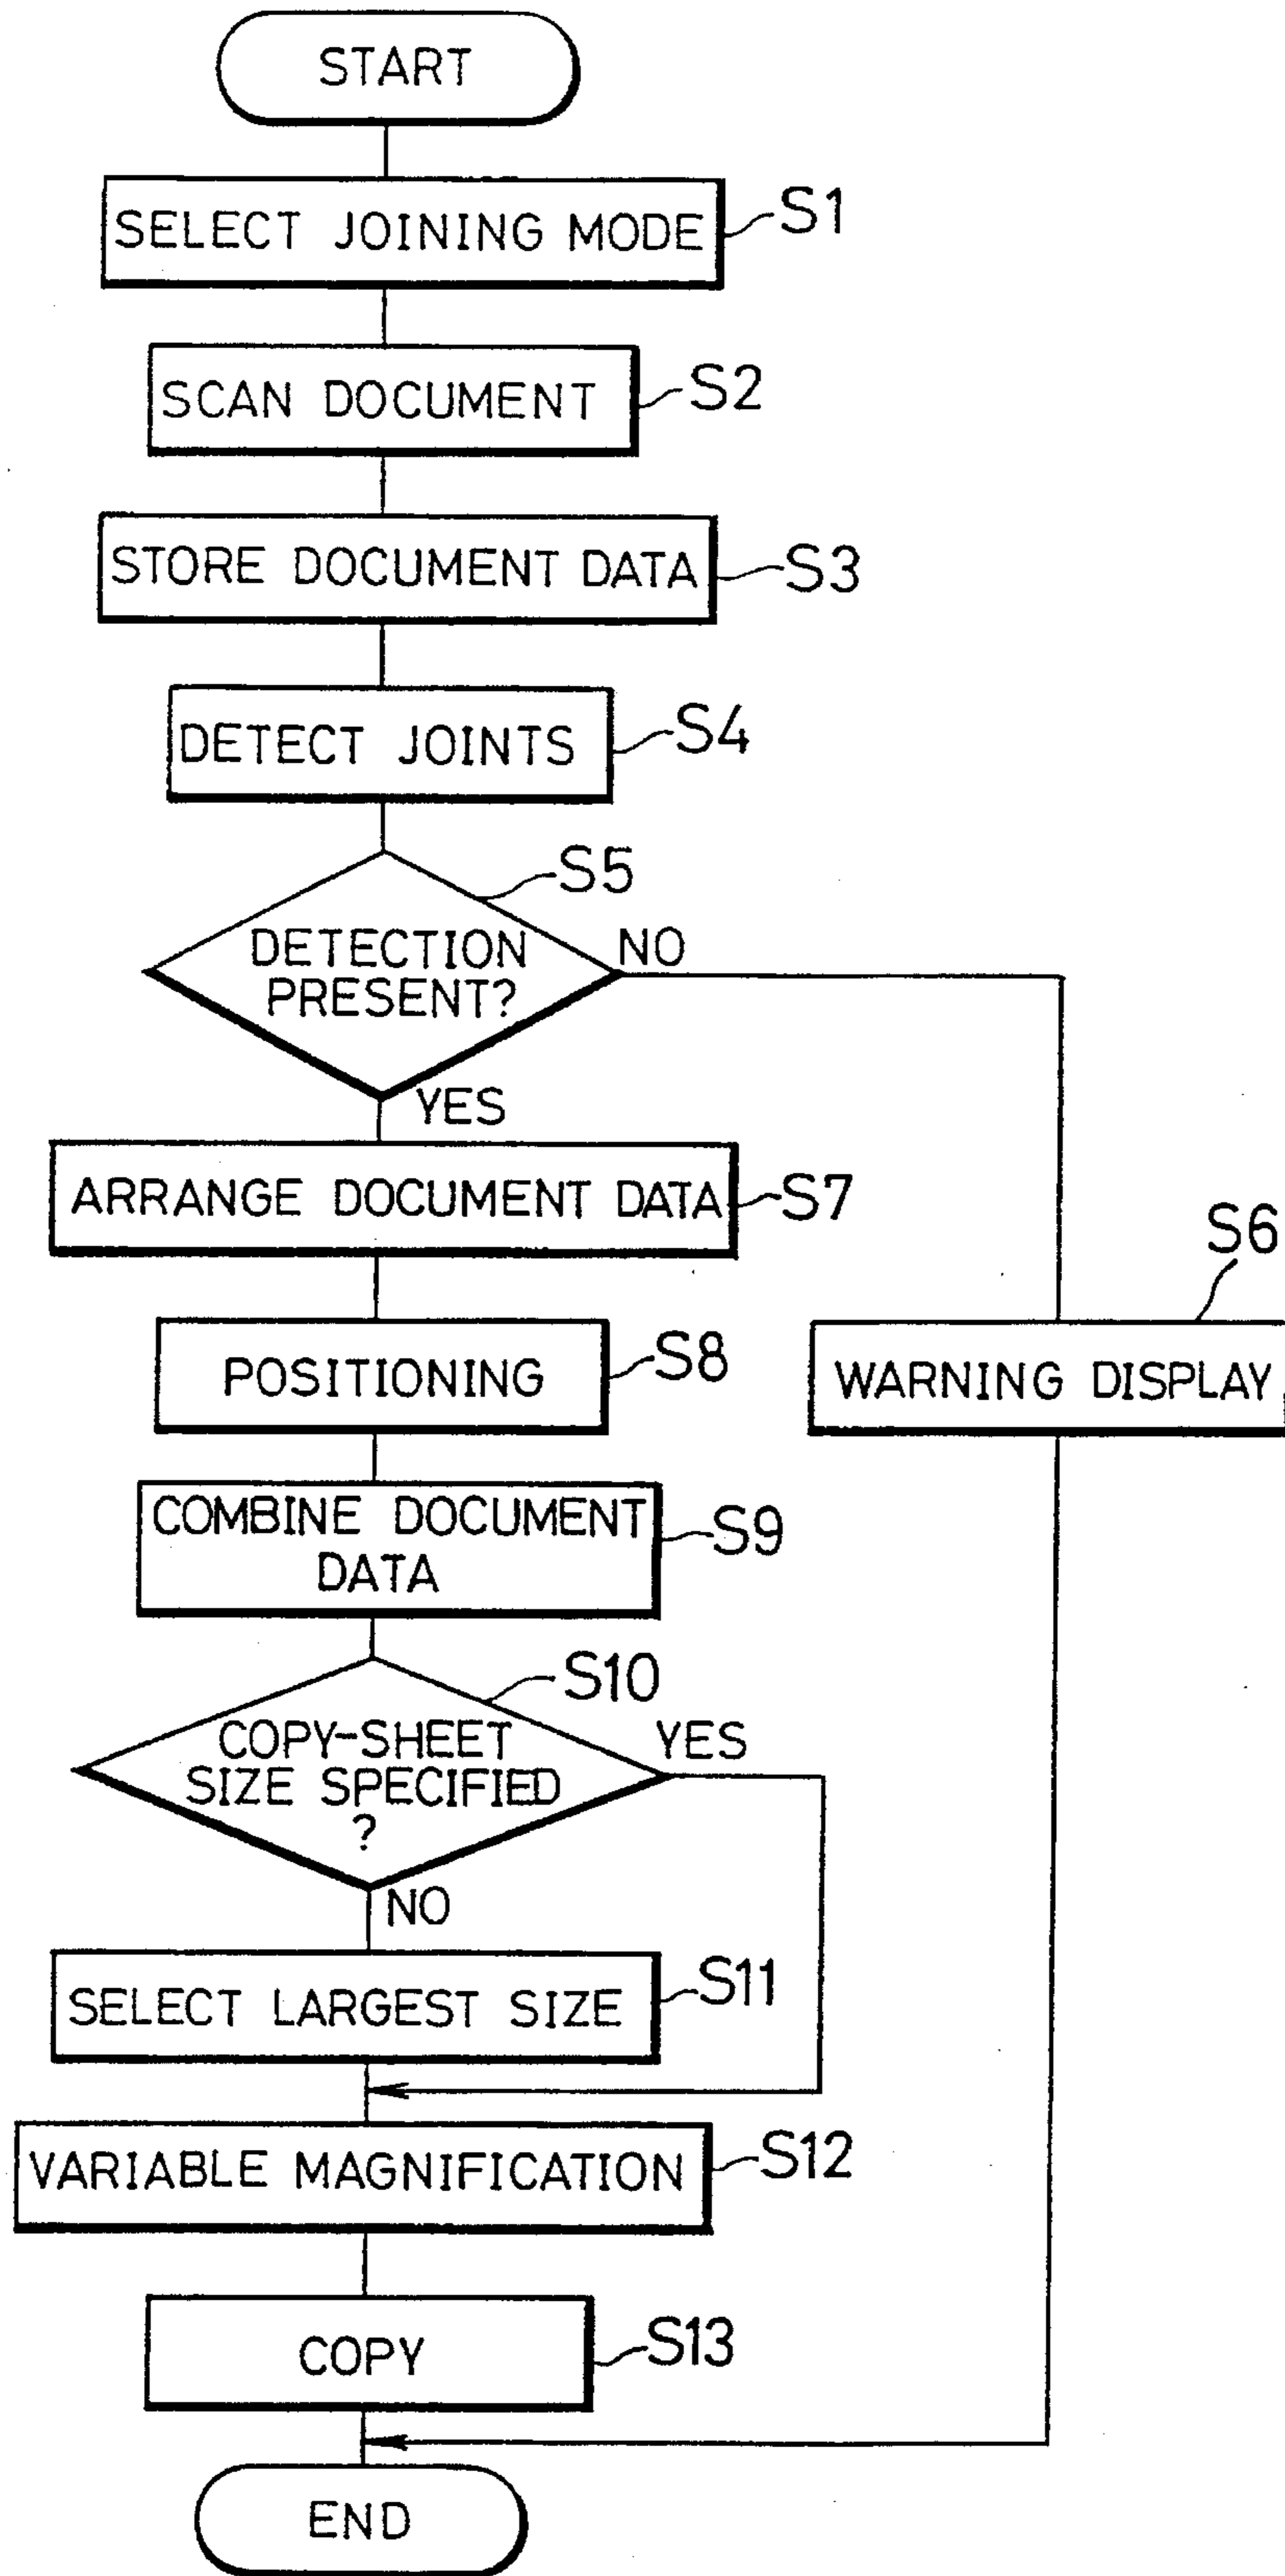 START
SELECT JOINING MODE
S1
SCAN DOCUMENT
S2
STORE DOCUMENT DATA
S3
DETECT JOINTS
S4
S5
DETECTION
PRESENT?
NO
YES
ARRANGE DOCUMENT DATA
S7
S6
POSITIONING
S8
WARNING DISPLAY
COMBINE DOCUMENT
DATA
S9
S10
COPY-SHEET
SIZE SPECIFIED
?
YES
NO
SELECT LARGEST SIZE
S11
VARIABLE MAGNIFICATION
S12
COPY
S13
END